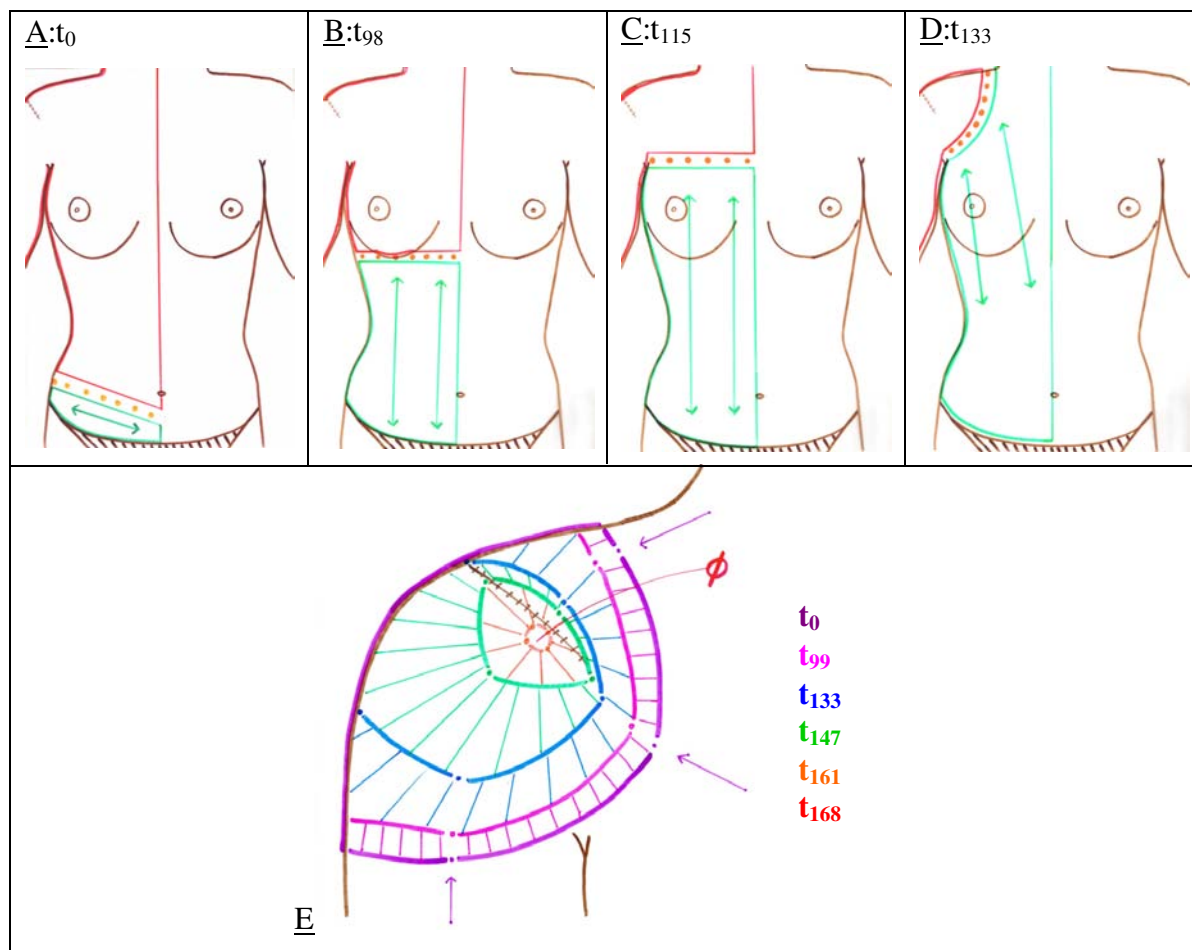 A:t₀
B:t₉₈
C:t₁₁₅
D:t₁₃₃
Φ
t₀
t₉₉
t₁₃₃
t₁₄₇
t₁₆₁
t₁₆₈
E